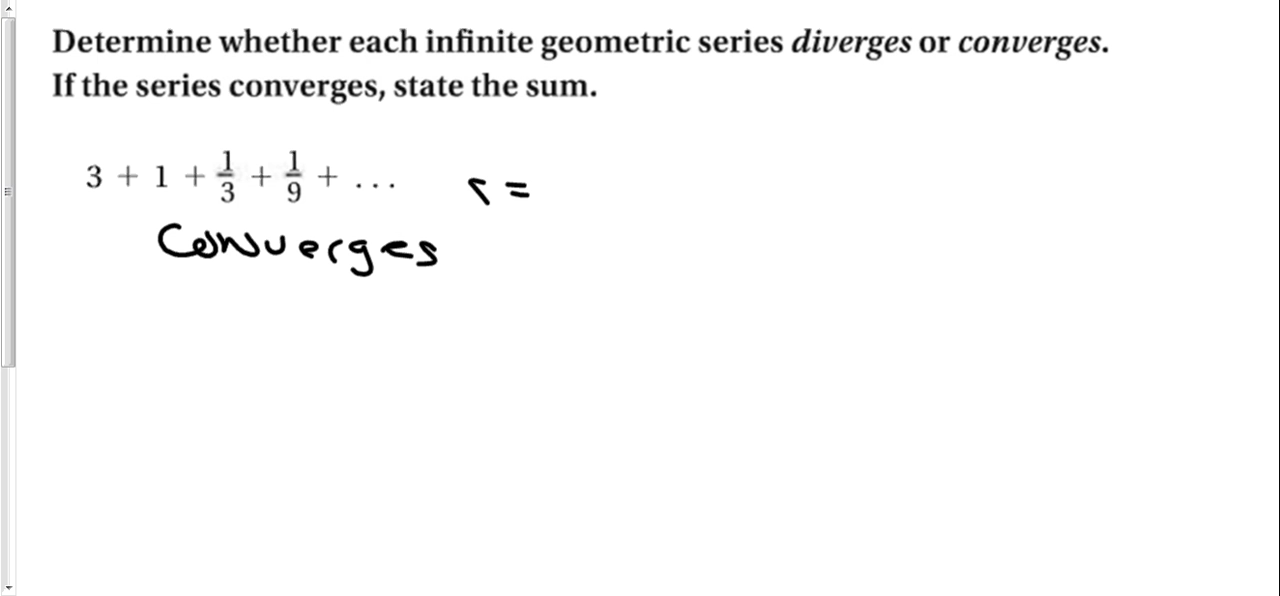 Determine whether each infinite geometric series diverges or converges.
If the series converges, state the sum.
3 + 1 + 1/3 + 1/9 + ... r =
Converges